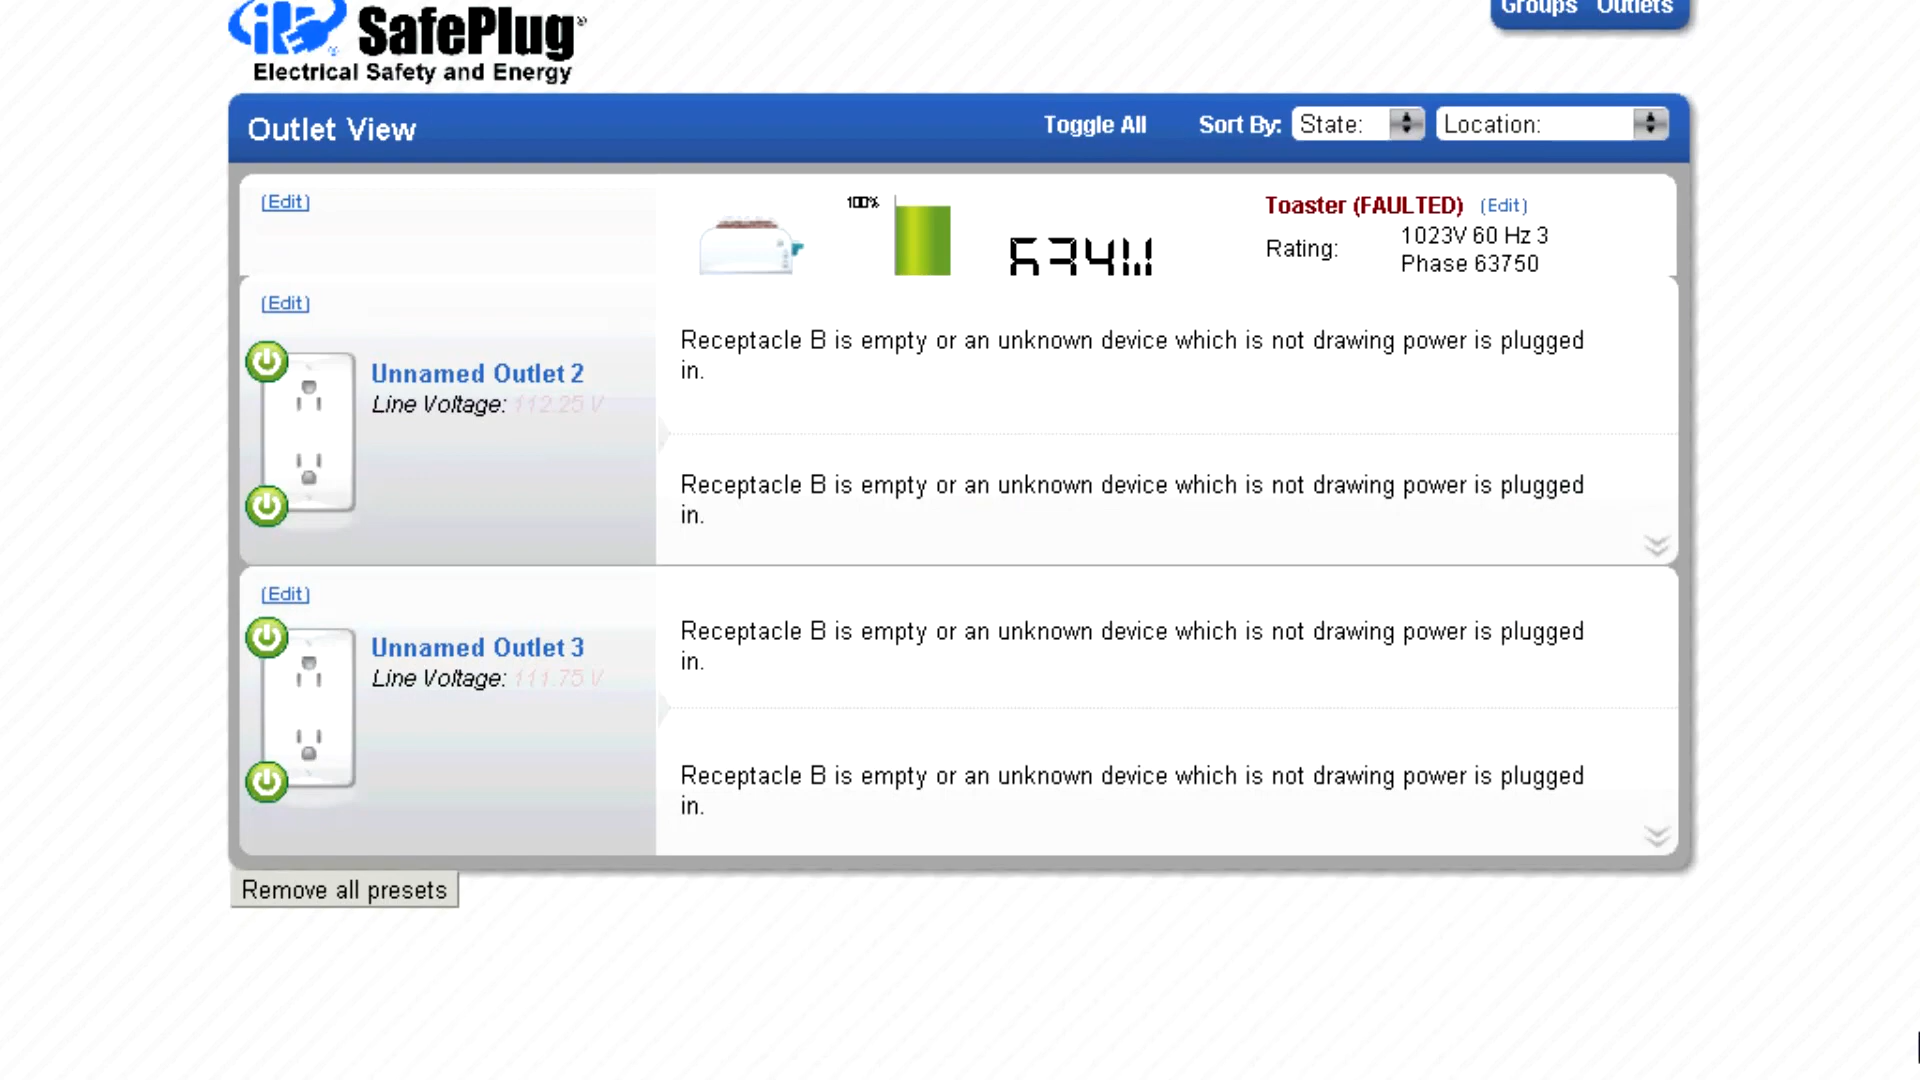 Groups Outlets
SafePlug®
Electrical Safety and Energy
Outlet View
Toggle All
Sort By:
State:
Location:
(Edit)
100%
634W
Toaster (FAULTED) (Edit)
Rating:
1023V 60 Hz 3
Phase 63750
(Edit)
Unnamed Outlet 2
Line Voltage: 112.25 V
Receptacle B is empty or an unknown device which is not drawing power is plugged
in.
Receptacle B is empty or an unknown device which is not drawing power is plugged
in.
(Edit)
Unnamed Outlet 3
Line Voltage: 111.75 V
Receptacle B is empty or an unknown device which is not drawing power is plugged
in.
Receptacle B is empty or an unknown device which is not drawing power is plugged
in.
Remove all presets